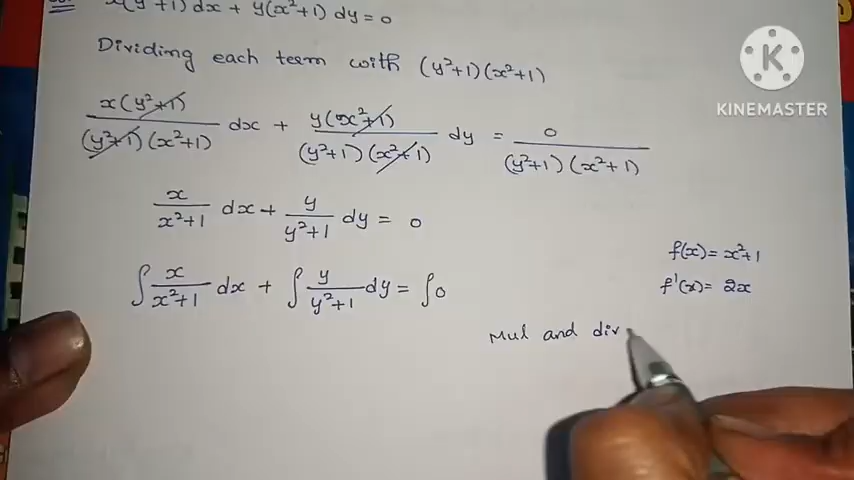 x(y²+1) dx + y(x²+1) dy = 0
Dividing each term with (y²+1)(x²+1)
x(y²+1)/(y²+1)(x²+1) dx + y(x²+1)/(y²+1)(x²+1) dy = 0/(y²+1)(x²+1)
x/x²+1 dx + y/y²+1 dy = 0
∫ x/x²+1 dx + ∫ y/y²+1 dy = ∫0
f(x) = x²+1
f'(x) = 2x
Mul and div
K
KINEMASTER